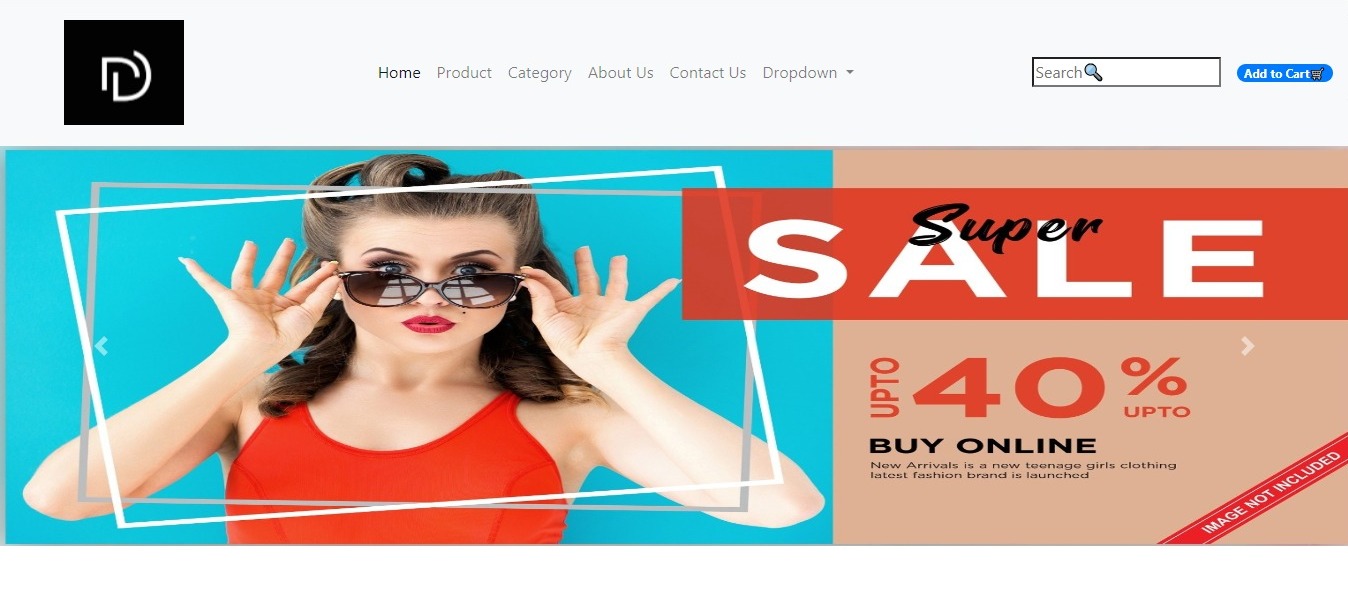 Home Product Category About Us Contact Us Dropdown
Search🔍
Add to Cart🛒
Super
SALE
UPTO
40%
UPTO
BUY ONLINE
New Arrivals is a new teenage girls clothing
latest fashion brand is launched
IMAGE NOT INCLUDED